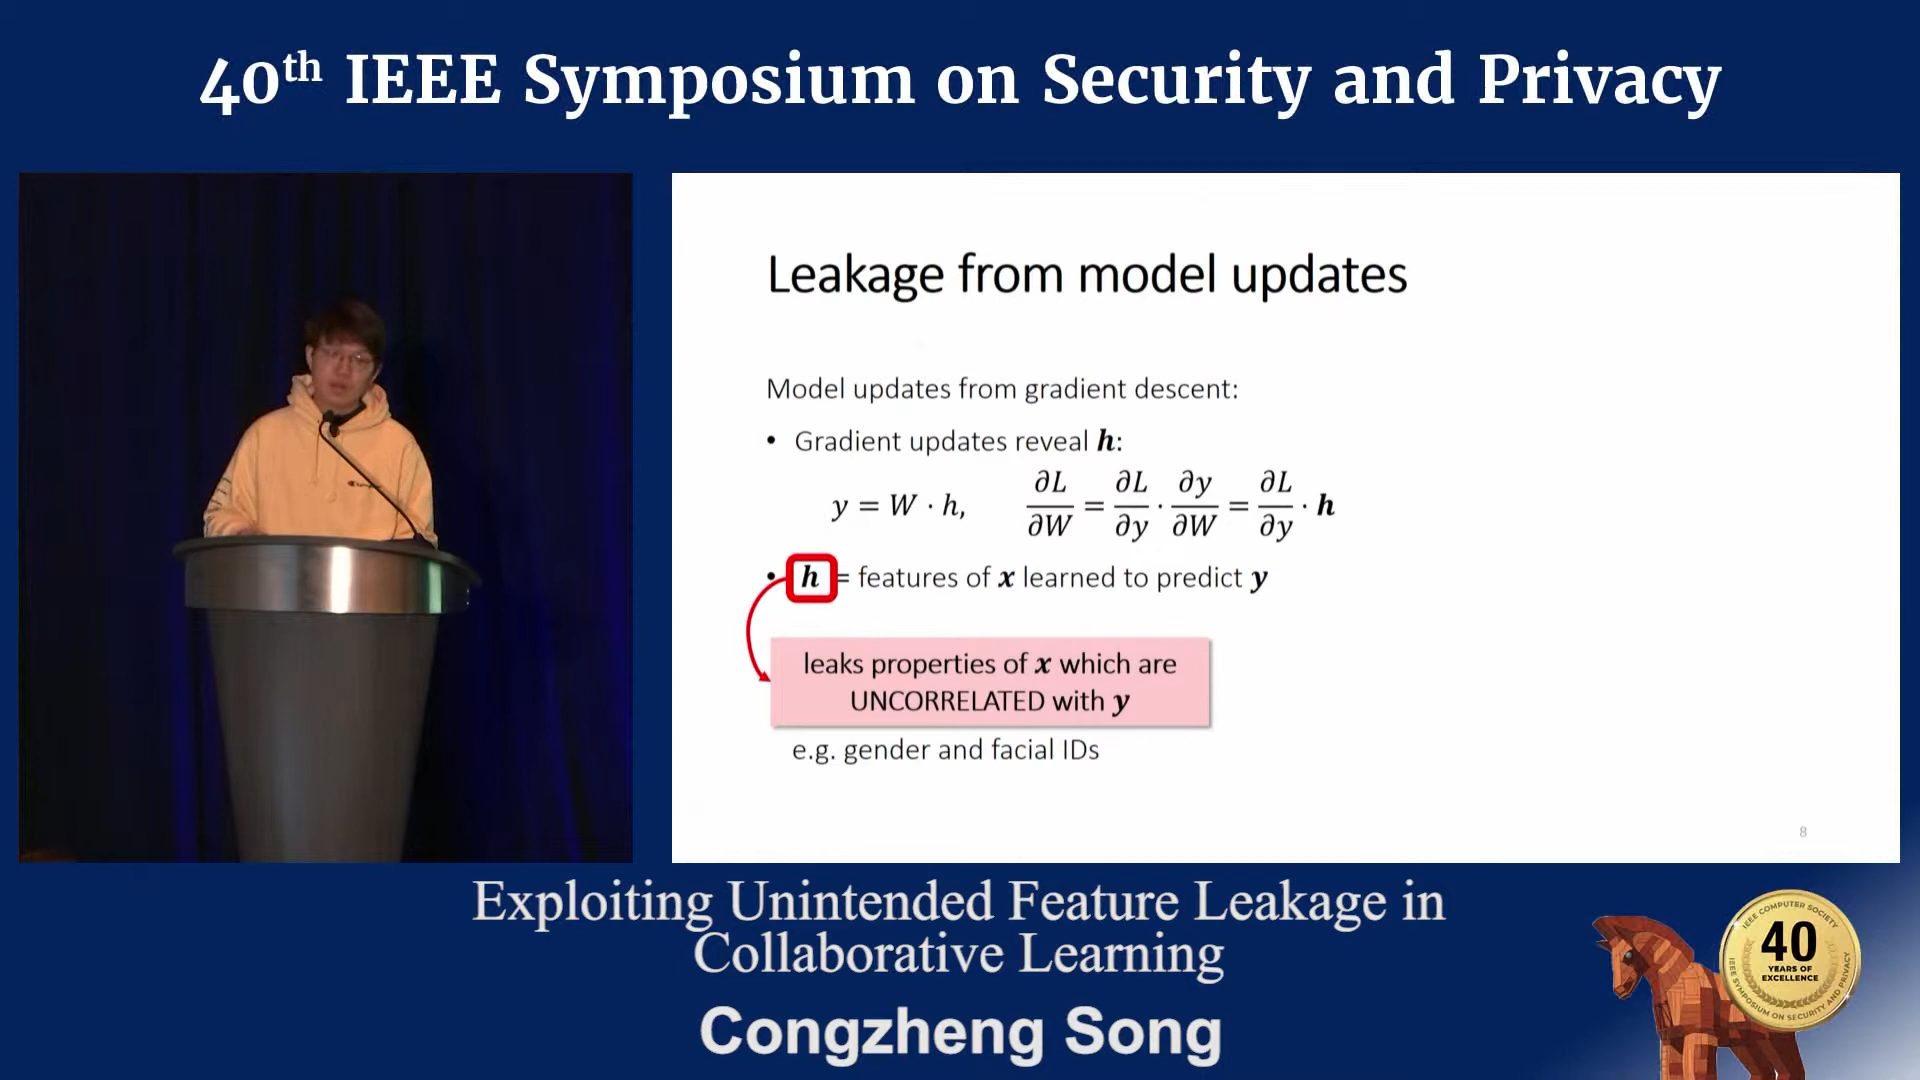 40th IEEE Symposium on Security and Privacy
Leakage from model updates
Model updates from gradient descent:
• Gradient updates reveal h:
y = W · h, ∂L/∂W = ∂L/∂y · ∂y/∂W = ∂L/∂y · h
• h = features of x learned to predict y
leaks properties of x which are
UNCORRELATED with y
e.g. gender and facial IDs
8
Exploiting Unintended Feature Leakage in
Collaborative Learning
Congzheng Song
IEEE COMPUTER SOCIETY
40
YEARS OF
EXCELLENCE
IEEE SYMPOSIUM ON SECURITY AND PRIVACY